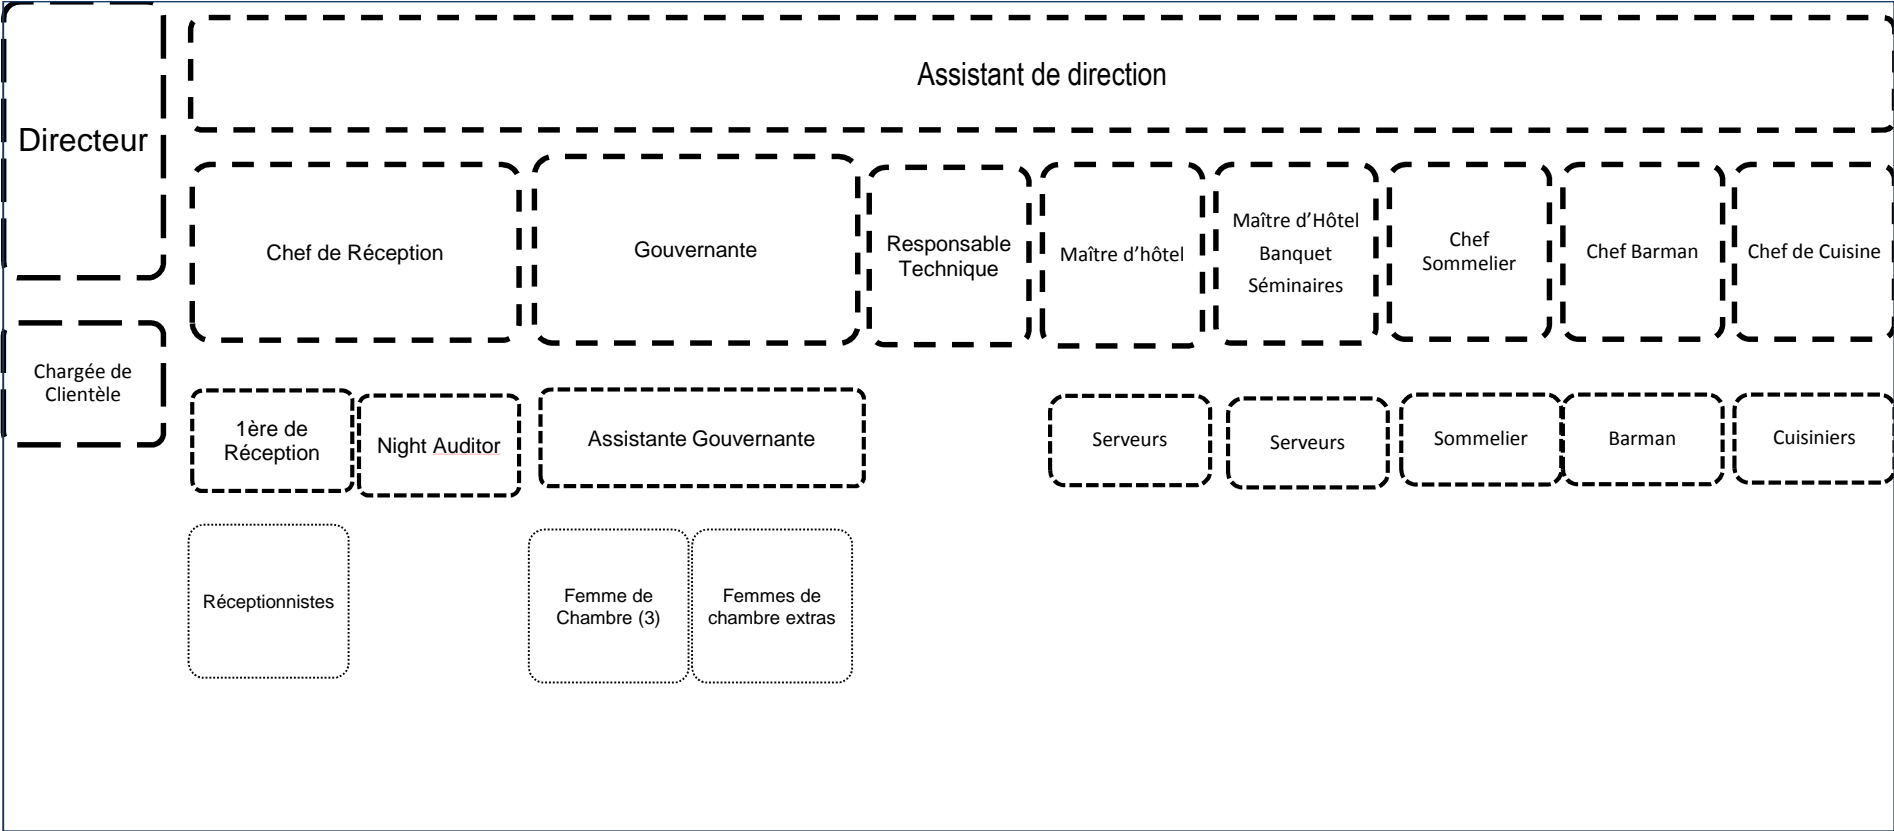 Assistant de direction
Directeur
Chef de Réception
Gouvernante
Responsable
Technique
Maître d’hôtel
Maître d’Hôtel
Banquet
Séminaires
Chef
Sommelier
Chef Barman
Chef de Cuisine
Chargée de
Clientèle
1ère de
Réception
Night Auditor
Assistante Gouvernante
Serveurs
Serveurs
Sommelier
Barman
Cuisiniers
Réceptionnistes
Femme de
Chambre (3)
Femmes de
chambre extras